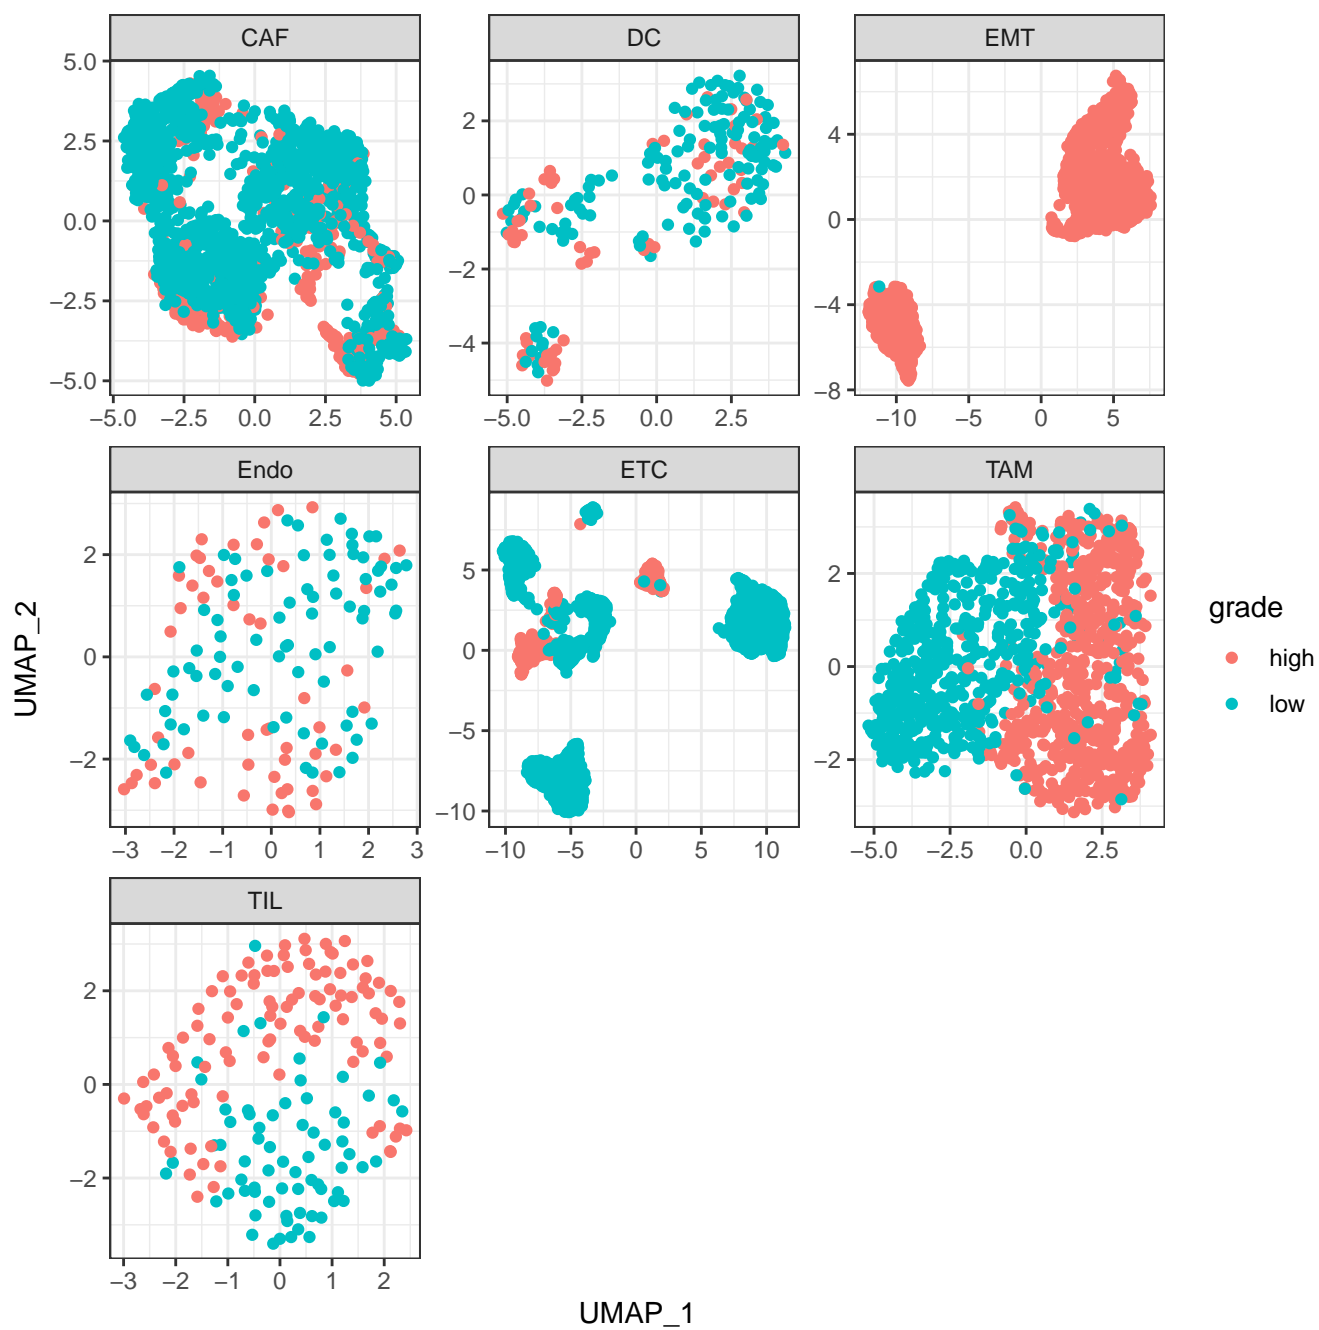 CAF
DC
EMT
5.0
2.5
0.0
−2.5
−5.0
2
0
−2
−4
4
0
−4
−8
−5.0 −2.5 0.0 2.5 5.0
−5.0 −2.5 0.0 2.5
−10 −5 0 5
Endo
ETC
TAM
2
0
−2
5
0
−5
−10
2
0
−2
−3 −2 −1 0 1 2 3
−10 −5 0 5 10
−5.0 −2.5 0.0 2.5
TIL
2
0
−2
−3 −2 −1 0 1 2
UMAP_1
UMAP_2
grade
high
low